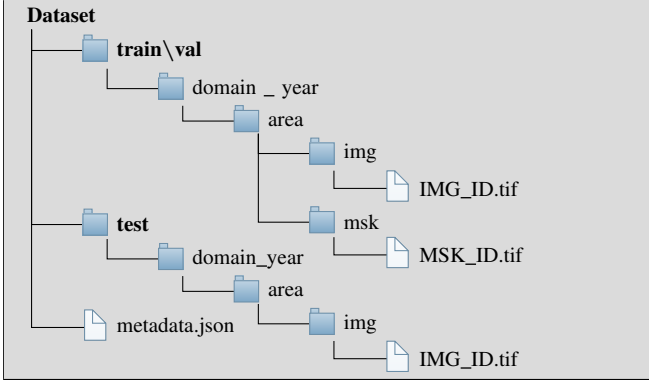 Dataset
train\val
domain _ year
area
img
IMG_ID.tif
msk
MSK_ID.tif
test
domain_year
area
img
metadata.json
IMG_ID.tif